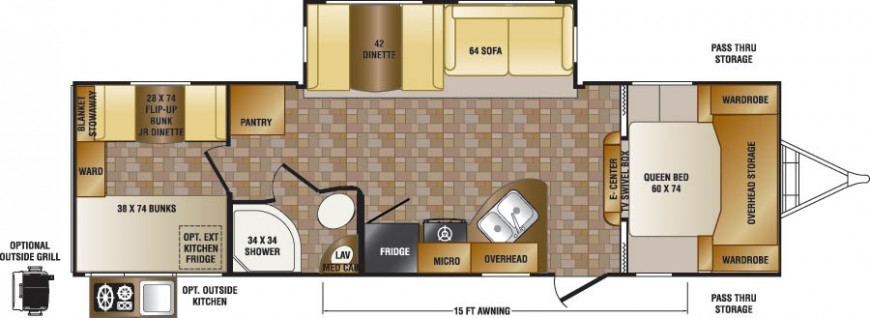 42
DINETTE
64 SOFA
PASS THRU
STORAGE
BLANKET
STOWAWAY
28 X 74
FLIP-UP
BUNK
JR DINETTE
PANTRY
WARDROBE
WARD
E- CENTER
TV SWIVEL BOX
QUEEN BED
60 X 74
OVERHEAD STORAGE
38 X 74 BUNKS
OPT. EXT
KITCHEN
FRIDGE
34 X 34
SHOWER
LAV
MED CAB
FRIDGE
MICRO
OVERHEAD
WARDROBE
OPTIONAL
OUTSIDE GRILL
OPT. OUTSIDE
KITCHEN
15 FT AWNING
PASS THRU
STORAGE